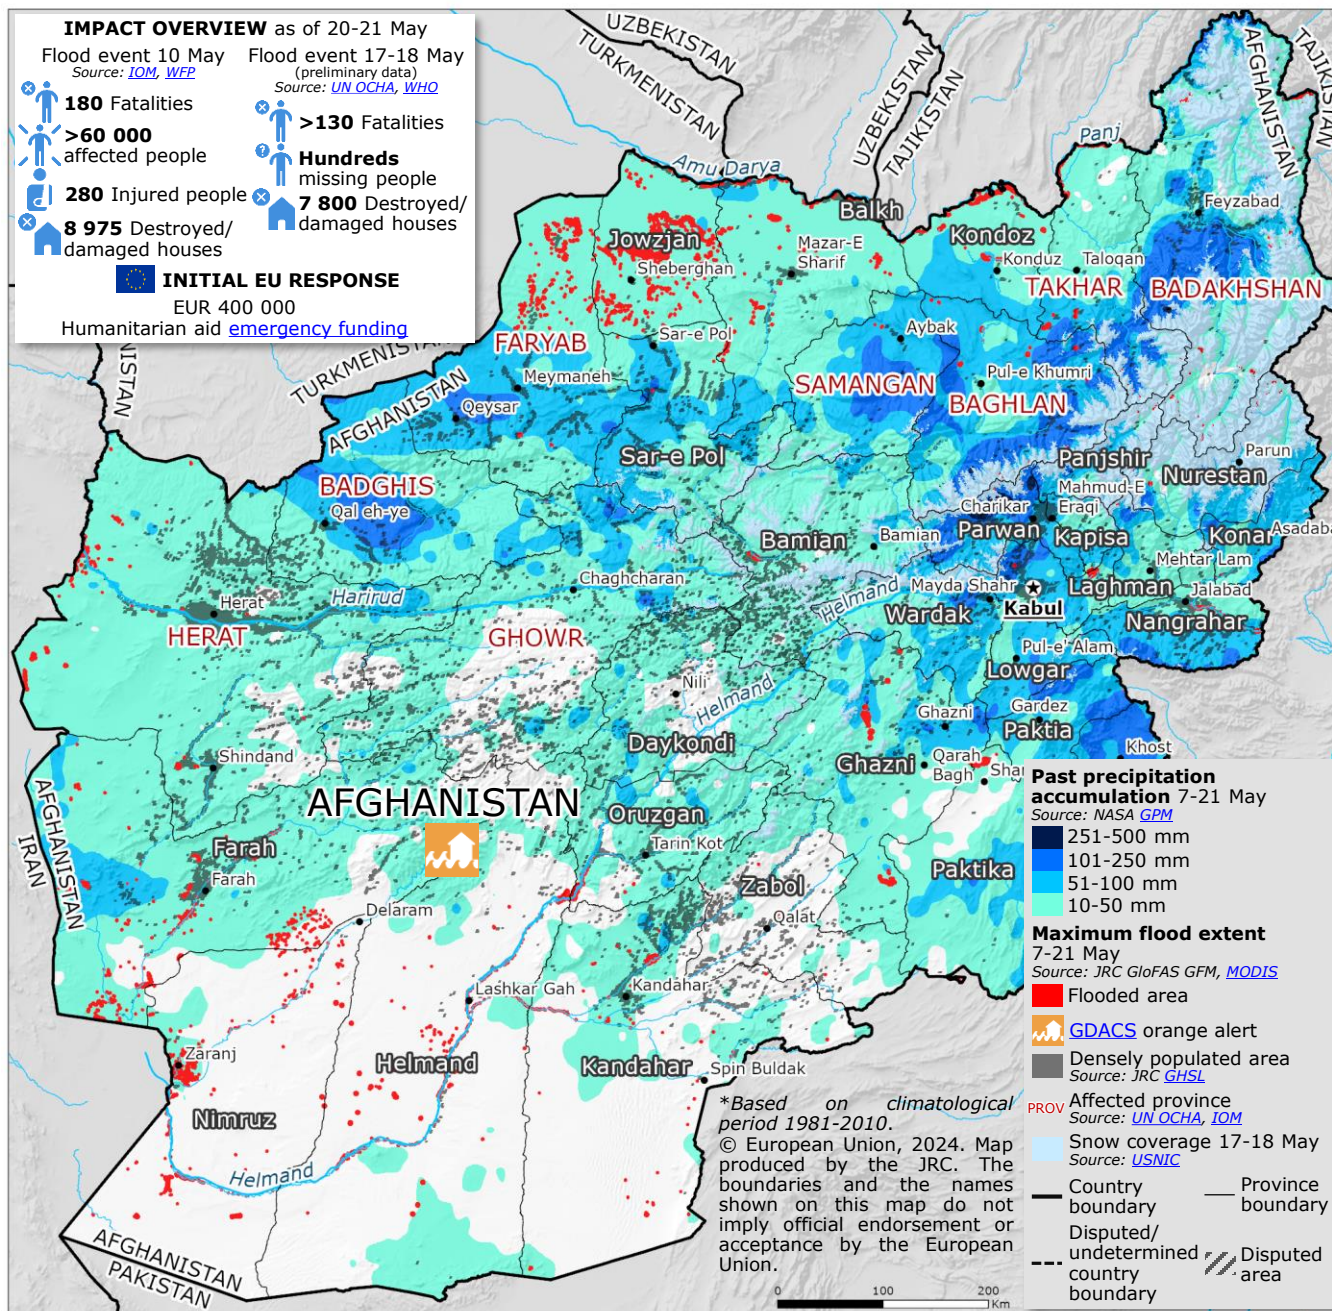 IMPACT OVERVIEW as of 20-21 May
Flood event 10 May
Source: IOM, WFP
180 Fatalities
>60 000
affected people
280 Injured people
8 975 Destroyed/
damaged houses
Flood event 17-18 May
(preliminary data)
Source: UN OCHA, WHO
>130 Fatalities
Hundreds
missing people
7 800 Destroyed/
damaged houses
INITIAL EU RESPONSE
EUR 400 000
Humanitarian aid emergency funding
UZBEKISTAN
TURKMENISTAN
UZBEKISTAN
TAJIKISTAN
AFGHANISTAN
TAJIKISTAN
Panj
Amu Darya
Feyzabad
Balkh
Jowzjan
Sheberghan
Mazar-E
Sharif
Kondoz
Konduz
Taloqan
TAKHAR
BADAKHSHAN
NISTAN
TURKMENISTAN
AFGHANISTAN
FARYAB
Sar-e Pol
Aybak
Meymaneh
SAMANGAN
Pul-e Khumri
BAGHLAN
Qeysar
Sar-e Pol
Panjshir
Parun
Nurestan
BADGHIS
Qal eh-ye
Mahmud-E
Eraqi
Charikar
Parwan
Kapisa
Konar
Asadaba
Bamian
Bamian
Mehtar Lam
Chaghcharan
Harirud
Helmand
Mayda Shahr
Kabul
Laghman
Jalabad
Herat
HERAT
GHOWR
Wardak
Nangrahar
Pul-e' Alam
Lowgar
Nili
Helmand
Ghazni
Gardez
Paktia
Daykondi
Khost
Shindand
Ghazni
Qarah
Bagh
Shar
AFGHANISTAN
AFGHANISTAN
IRAN
Oruzgan
Farah
Tarin Kot
Farah
Zabol
Paktika
Delaram
Qalat
Lashkar Gah
Kandahar
Zaranj
Helmand
Kandahar
Spin Buldak
Nimruz
Helmand
AFGHANISTAN
PAKISTAN
*Based on climatological
period 1981-2010.
© European Union, 2024. Map
produced by the JRC. The
boundaries and the names
shown on this map do not
imply official endorsement or
acceptance by the European
Union.
0 100 200
Km
Past precipitation
accumulation 7-21 May
Source: NASA GPM
251-500 mm
101-250 mm
51-100 mm
10-50 mm
Maximum flood extent
7-21 May
Source: JRC GloFAS GFM, MODIS
Flooded area
GDACS orange alert
Densely populated area
Source: JRC GHSL
PROV Affected province
Source: UN OCHA, IOM
Snow coverage 17-18 May
Source: USNIC
Country
boundary
Province
boundary
Disputed/
undetermined
country
boundary
Disputed
area